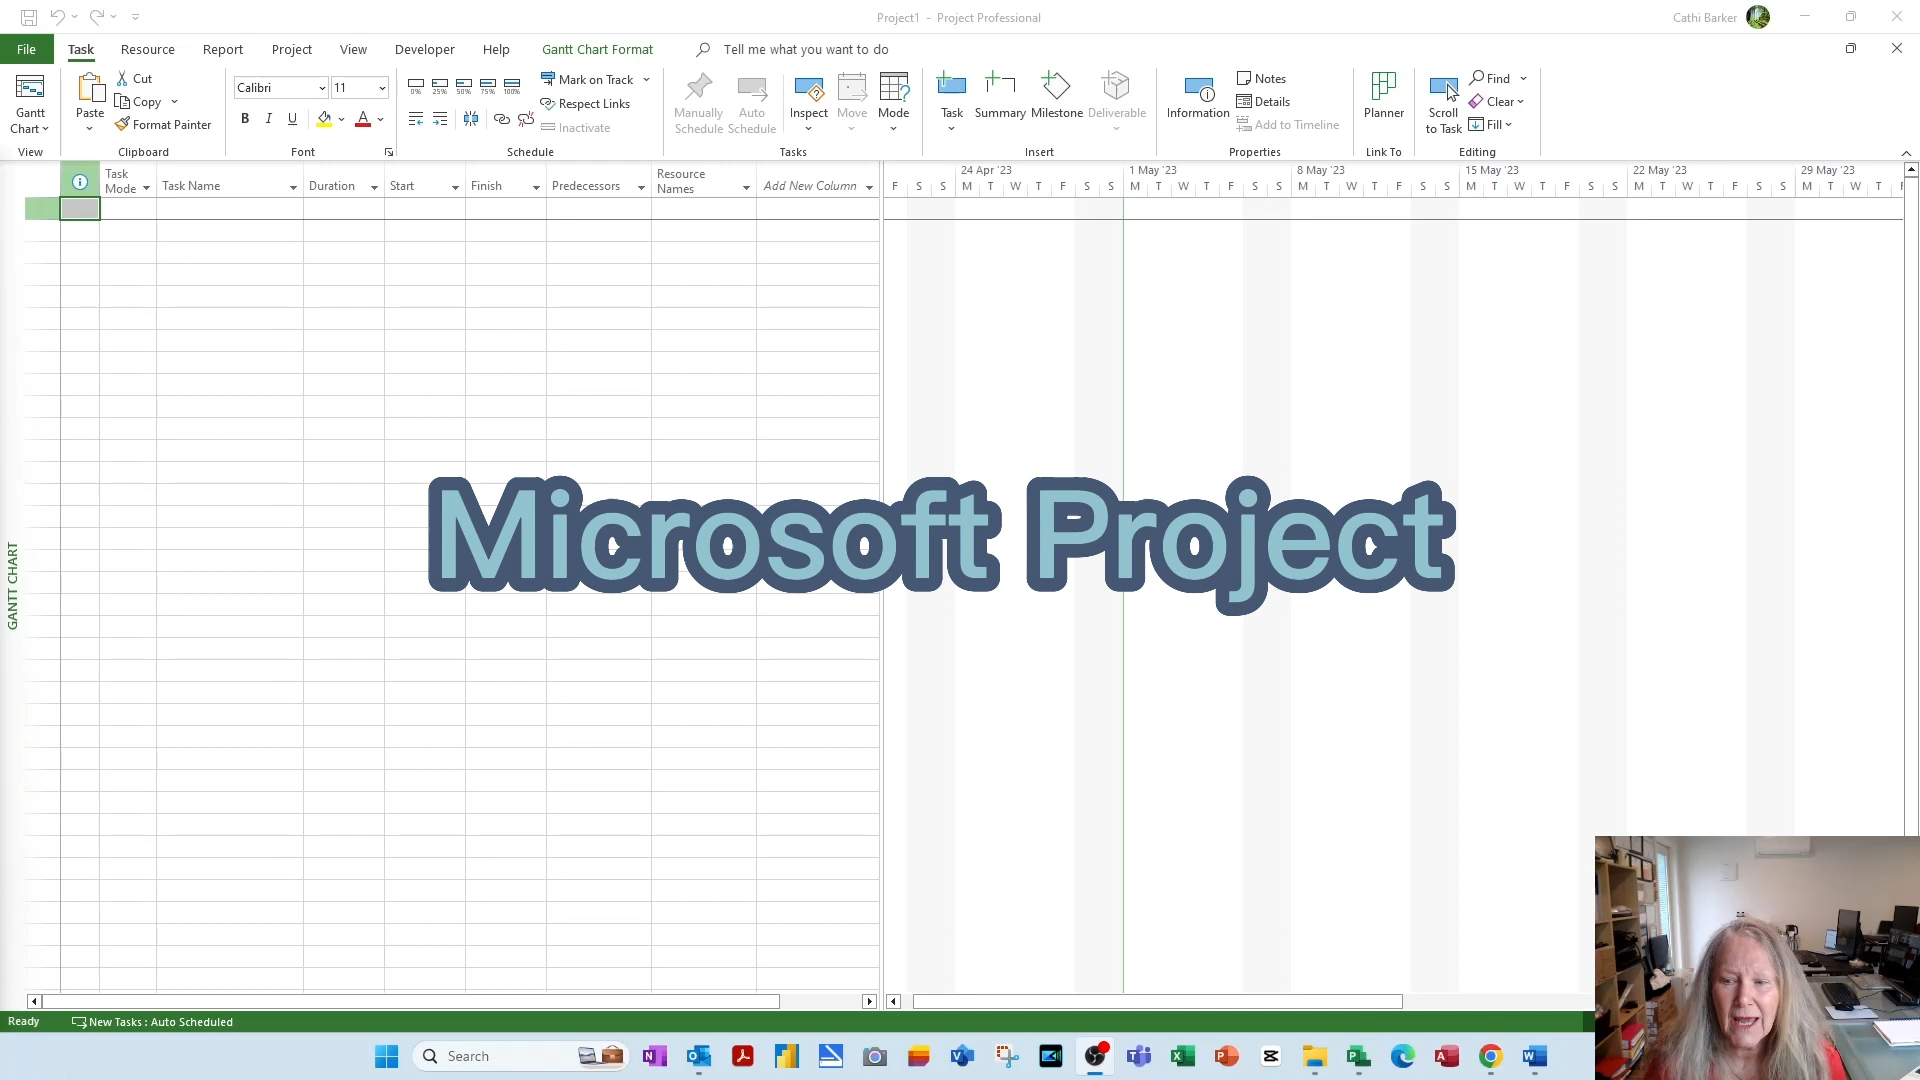 Project1 - Project Professional
Cathi Barker
File Task Resource Report Project View Developer Help Gantt Chart Format Tell me what you want to do
Gantt Chart
View
Paste
Cut
Copy
Format Painter
Clipboard
Calibri 11
B I U A
Font
0% 25% 50% 75% 100%
Mark on Track
Respect Links
Inactivate
Schedule
Manually Schedule
Auto Schedule
Inspect
Move
Mode
Tasks
Task
Summary
Milestone
Deliverable
Insert
Information
Notes
Details
Add to Timeline
Properties
Planner
Link To
Scroll to Task
Find
Clear
Fill
Editing
Task Mode
Task Name
Duration
Start
Finish
Predecessors
Resource Names
Add New Column
24 Apr '23 1 May '23 8 May '23 15 May '23 22 May '23 29 May '23
F S S M T W T F S S M T W T F S S M T W T F S S M T W T F S S M T W T F S S M T W T F
GANTT CHART
Microsoft Project
Ready New Tasks : Auto Scheduled
Search